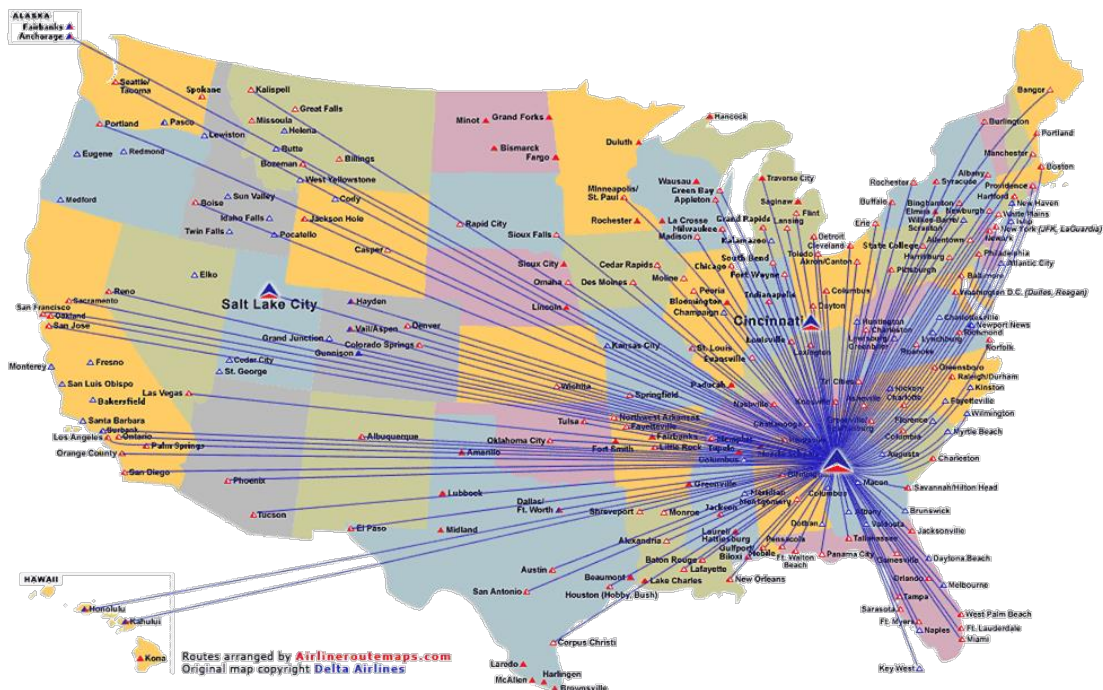 ALASKA
Fairbanks
Anchorage
Seattle/
Tacoma
Spokane
Kalispell
Great Falls
Missoula
Helena
Portland
Pasco
Lewiston
Butte
Bozeman
Billings
Eugene
Redmond
West Yellowstone
Medford
Boise
Sun Valley
Cody
Idaho Falls
Jackson Hole
Twin Falls
Pocatello
Casper
Elko
Salt Lake City
Reno
Sacramento
San Francisco
Oakland
San Jose
Hayden
Vail/Aspen
Denver
Grand Junction
Colorado Springs
Gunnison
Monterey
Fresno
Cedar City
St. George
San Luis Obispo
Bakersfield
Las Vegas
Santa Barbara
Burbank
Los Angeles
Ontario
Palm Springs
Orange County
San Diego
Albuquerque
Phoenix
Tucson
El Paso
Minot
Grand Forks
Bismarck
Fargo
Duluth
Hancock
Minneapolis/
St. Paul
Wausau
Green Bay
Appleton
Traverse City
Saginaw
Rapid City
Sioux Falls
Rochester
La Crosse
Milwaukee
Madison
Grand Rapids
Flint
Lansing
Kalamazoo
Detroit
Cleveland
Toledo
Akron/Canton
South Bend
Fort Wayne
Sioux City
Cedar Rapids
Chicago
Omaha
Des Moines
Moline
Peoria
Indianapolis
Columbus
Dayton
Lincoln
Bloomington
Champaign
Cincinnati
Kansas City
St. Louis
Louisville
Lexington
Evansville
Wichita
Springfield
Paducah
Nashville
Tri Cities
Knoxville
Asheville
Hickory
Charlotte
Tulsa
Northwest Arkansas
Fayetteville
Oklahoma City
Fort Smith
Fairbanks
Little Rock
Memphis
Tupelo
Columbus
Chattanooga
Amarillo
Lubbock
Midland
Dallas/
Ft. Worth
Greenville
Shreveport
Monroe
Jackson
Meridian
Montgomery
Columbus
Macon
Augusta
Alexandria
Laurel/
Hattiesburg
Gulfport/
Biloxi
Mobile
Pensacola
Ft. Walton
Beach
Panama City
Dothan
Albany
Valdosta
Tallahassee
Gainesville
Austin
San Antonio
Beaumont
Houston (Hobby, Bush)
Baton Rouge
Lafayette
Lake Charles
New Orleans
Corpus Christi
Laredo
McAllen
Harlingen
Brownsville
Bangor
Burlington
Portland
Manchester
Boston
Albany
Syracuse
Rochester
Buffalo
Providence
Hartford
New Haven
Binghamton
Elmira
Newburgh
White Plains
Islip
Wilkes-Barre/
Scranton
New York (JFK, LaGuardia)
Newark
Erie
State College
Allentown
Harrisburg
Philadelphia
Atlantic City
Pittsburgh
Baltimore
Washington D.C. (Dulles, Reagan)
Charlottesville
Huntington
Charleston
Newport News
Richmond
Lewisburg/
Greenbrier
Lynchburg
Roanoke
Norfolk
Greensboro
Raleigh/Durham
Kinston
Fayetteville
Wilmington
Florence
Columbia
Myrtle Beach
Charleston
Savannah/Hilton Head
Brunswick
Jacksonville
Daytona Beach
Orlando
Melbourne
Tampa
Sarasota
West Palm Beach
Ft. Myers
Ft. Lauderdale
Naples
Miami
Key West
HAWAII
Honolulu
Kahului
Kona
Routes arranged by Airlineroutemaps.com
Original map copyright Delta Airlines